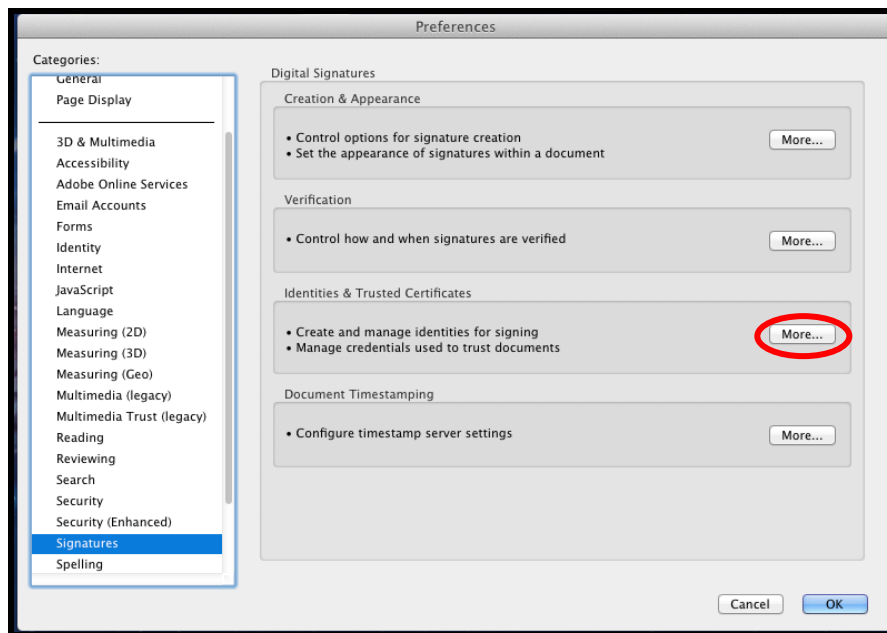 Preferences
Categories:
General
Page Display
3D & Multimedia
Accessibility
Adobe Online Services
Email Accounts
Forms
Identity
Internet
JavaScript
Language
Measuring (2D)
Measuring (3D)
Measuring (Geo)
Multimedia (legacy)
Multimedia Trust (legacy)
Reading
Reviewing
Search
Security
Security (Enhanced)
Signatures
Spelling
Digital Signatures
Creation & Appearance
• Control options for signature creation
• Set the appearance of signatures within a document
More...
Verification
• Control how and when signatures are verified
More...
Identities & Trusted Certificates
• Create and manage identities for signing
• Manage credentials used to trust documents
More...
Document Timestamping
• Configure timestamp server settings
More...
Cancel
OK